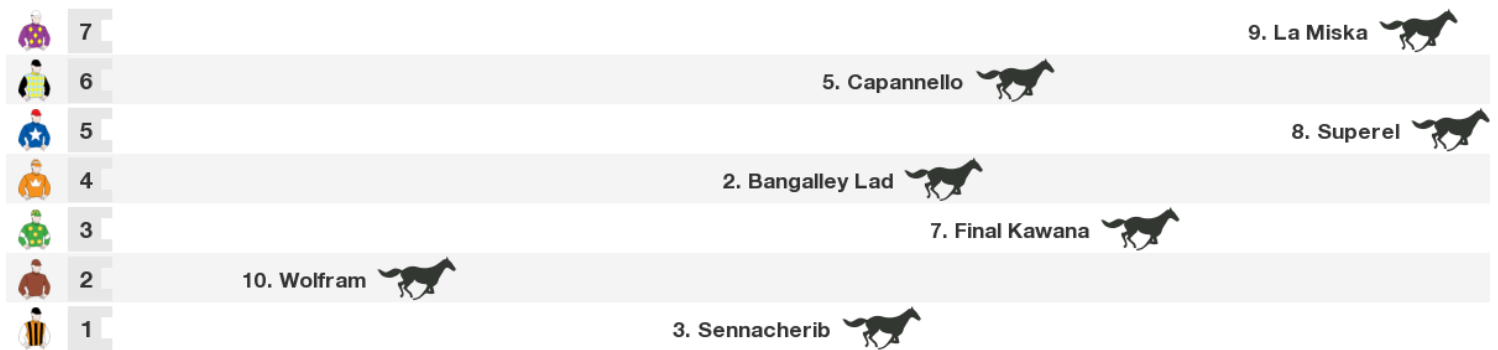 7 9. La Miska
6 5. Capannello
5 8. Superel
4 2. Bangalley Lad
3 7. Final Kawana
2 10. Wolfram
1 3. Sennacherib